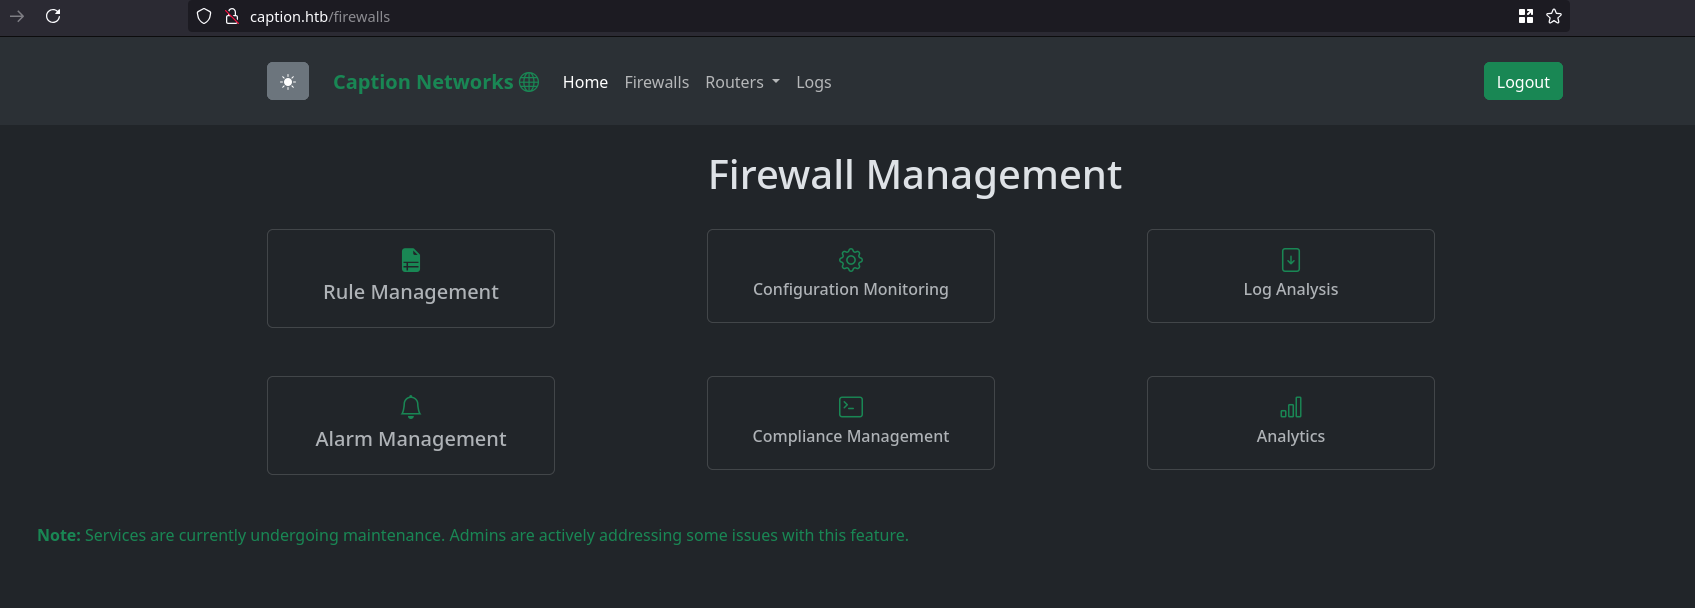 caption.htb/firewalls
Caption Networks Home Firewalls Routers Logs Logout
Firewall Management
Rule Management Configuration Monitoring Log Analysis
Alarm Management Compliance Management Analytics
Note: Services are currently undergoing maintenance. Admins are actively addressing some issues with this feature.